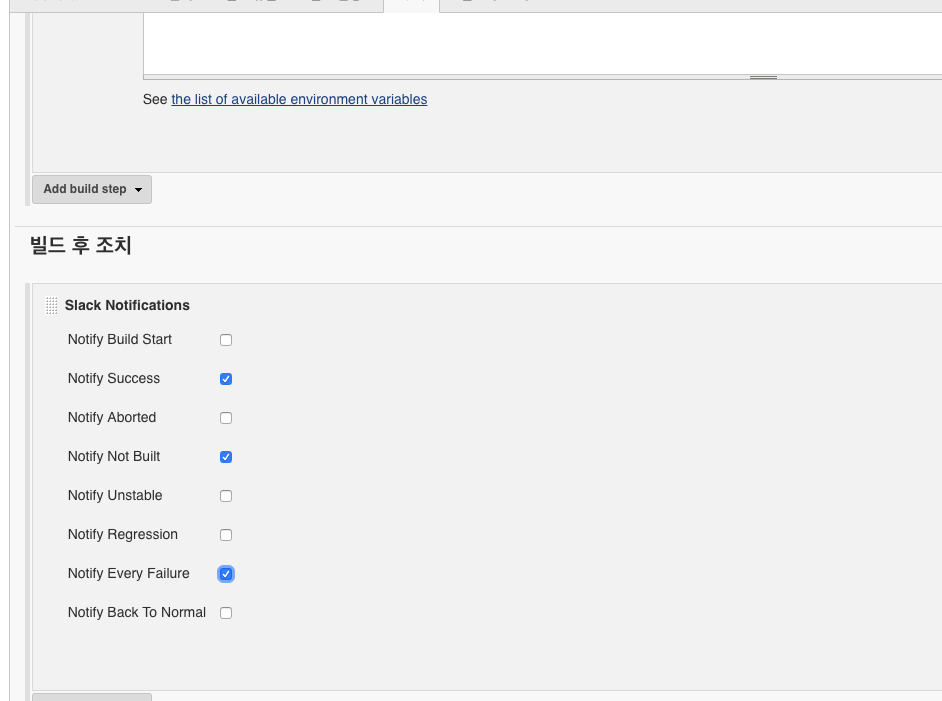 See the list of available environment variables
Add build step
빌드 후 조치
Slack Notifications
Notify Build Start
Notify Success
Notify Aborted
Notify Not Built
Notify Unstable
Notify Regression
Notify Every Failure
Notify Back To Normal